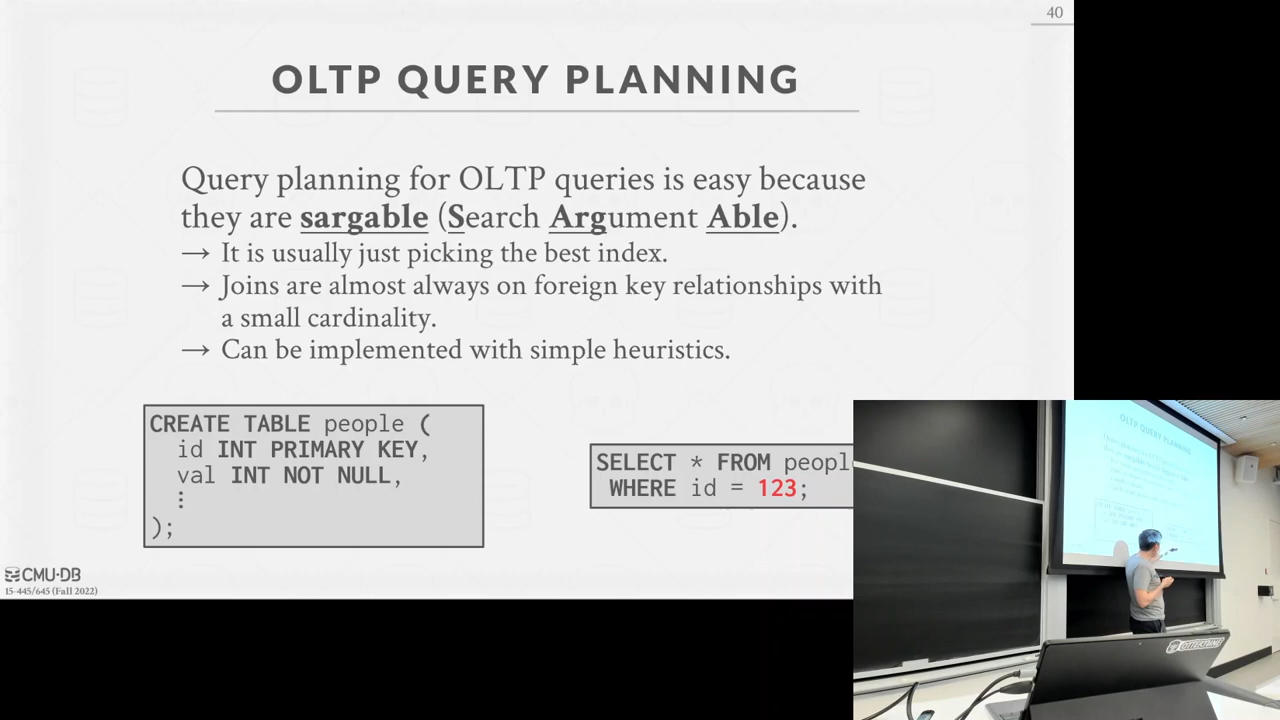 40
OLTP QUERY PLANNING
Query planning for OLTP queries is easy because
they are sargable (Search Argument Able).
→ It is usually just picking the best index.
→ Joins are almost always on foreign key relationships with
a small cardinality.
→ Can be implemented with simple heuristics.
CREATE TABLE people (
id INT PRIMARY KEY,
val INT NOT NULL,
⋮
);
SELECT * FROM peopl
WHERE id = 123;
CMU·DB
15-445/645 (Fall 2022)
OLTP QUERY PLANNING